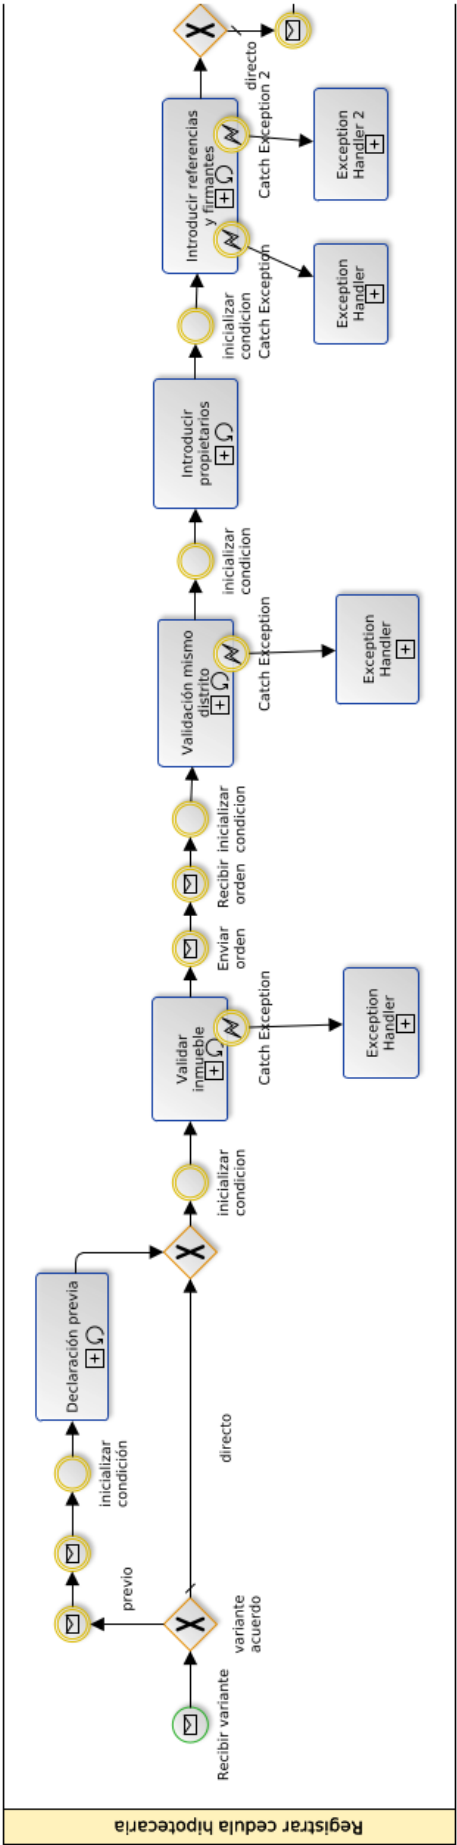 Registrar cedula hipotecaria
Recibir variante
variante
acuerdo
previo
directo
inicializar
condición
Declaración previa
inicializar
condicion
Validar
inmueble
Catch Exception
Exception
Handler
Enviar
orden
Recibir
orden
inicializar
condicion
Validación mismo
distrito
Catch Exception
Exception
Handler
inicializar
condicion
Introducir
propietarios
inicializar
condicion
Introducir referencias
y firmantes
Catch Exception
Exception
Handler
Catch Exception 2
Exception
Handler 2
directo